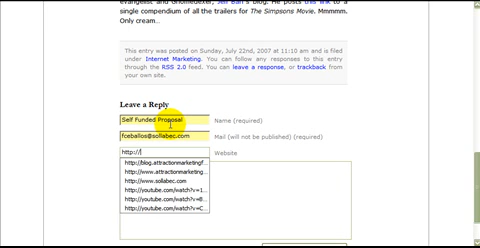 evangelist and Gnomedexer, Jeff Barr's blog. He posts this link to a
single compendium of all the trailers for The Simpsons Movie. Mmmmm.
Only cream…
This entry was posted on Sunday, July 22nd, 2007 at 11:10 am and is filed
under Internet Marketing. You can follow any responses to this entry
through the RSS 2.0 feed. You can leave a response, or trackback from
your own site.
Leave a Reply
Self Funded Proposal Name (required)
fceballos@sollabec.com Mail (will not be published) (required)
http:// Website
http://blog.attractionmarketingf...
http://www.attractionmarketing...
http://www.sollabec.com
http://youtube.com/watch?v=1...
http://youtube.com/watch?v=B...
http://youtube.com/watch?v=C...